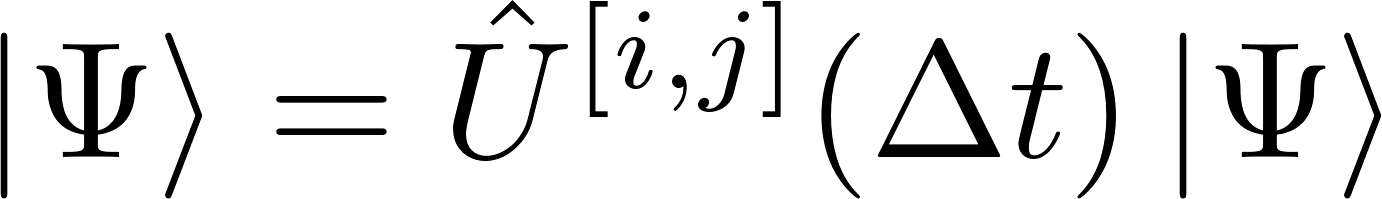 |Ψ⟩ = Û^{[i,j]}(Δt) |Ψ⟩